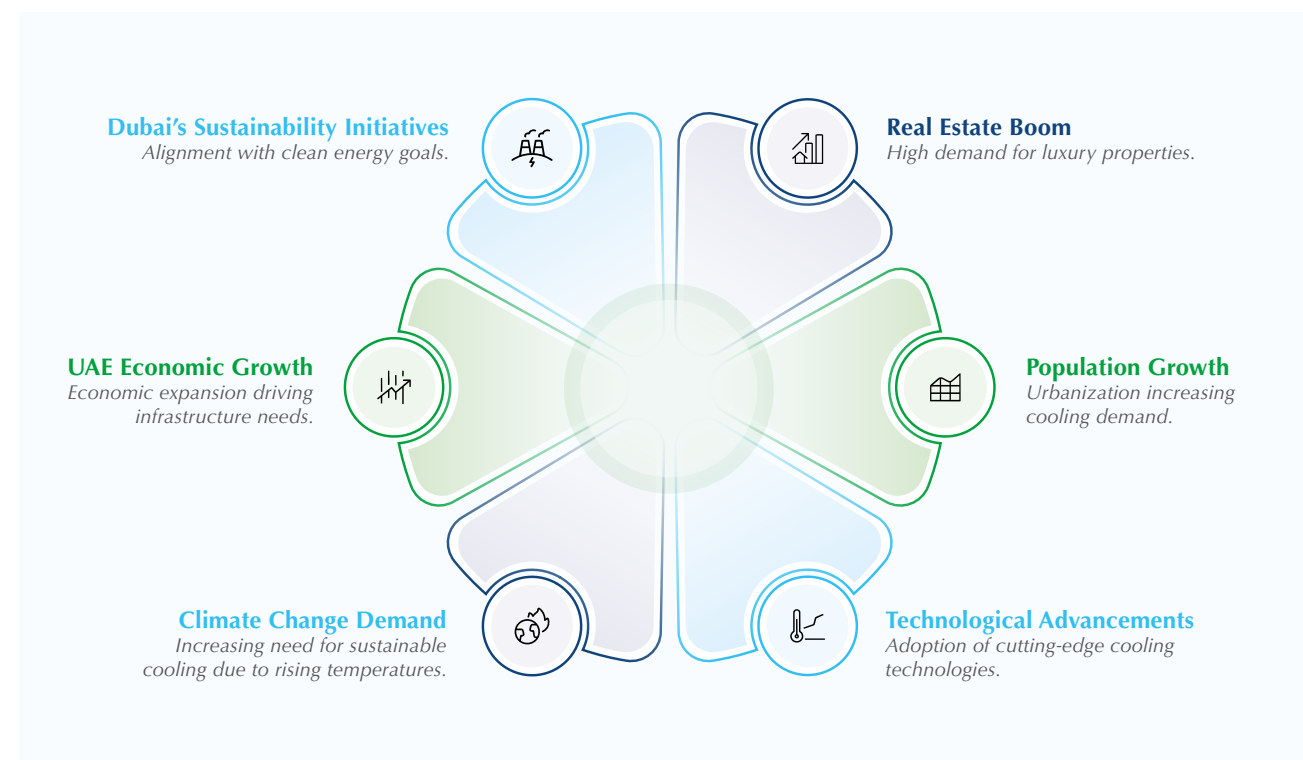 Dubai’s Sustainability Initiatives
Alignment with clean energy goals.
Real Estate Boom
High demand for luxury properties.
UAE Economic Growth
Economic expansion driving
infrastructure needs.
Population Growth
Urbanization increasing
cooling demand.
Climate Change Demand
Increasing need for sustainable
cooling due to rising temperatures.
Technological Advancements
Adoption of cutting-edge cooling
technologies.